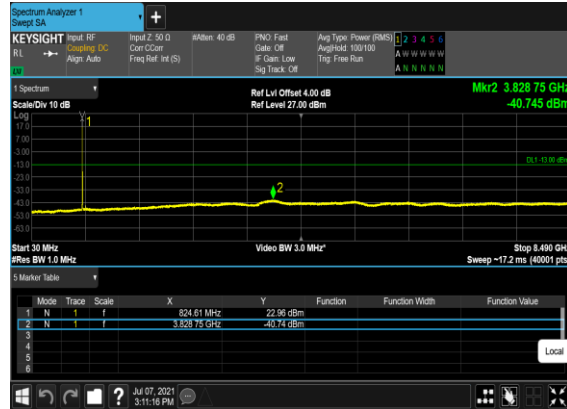 Spectrum Analyzer 1
Swept SA
+
KEYSIGHT Input: RF Input Z: 50 Ω #Atten: 40 dB PNO: Fast Avg Type: Power (RMS) 1 2 3 4 5 6
RL Coupling: DC Corr CCorr Gate: Off Avg|Hold: 100/100 A W W W W W
Align: Auto Freq Ref: Int (S) IF Gain: Low Trig: Free Run
Sig Track: Off A N N N N N
1 Spectrum Ref Lvl Offset 4.00 dB Mkr2 3.828 75 GHz
Scale/Div 10 dB Ref Level 27.00 dBm -40.745 dBm
Log
17.0 1
7.00
-3.00
-13.0 DL1 -13.00 dBm
-23.0
-33.0 2
-43.0
-53.0
-63.0
Start 30 MHz Video BW 3.0 MHz* Stop 8.490 GHz
#Res BW 1.0 MHz Sweep ~17.2 ms (40001 pts)
5 Marker Table
Mode Trace Scale X Y Function Function Width Function Value
1 N 1 f 824.61 MHz 22.96 dBm
2 N 1 f 3.828 75 GHz -40.74 dBm
3
4
5
6
Local
? Jul 07, 2021
3:11:16 PM